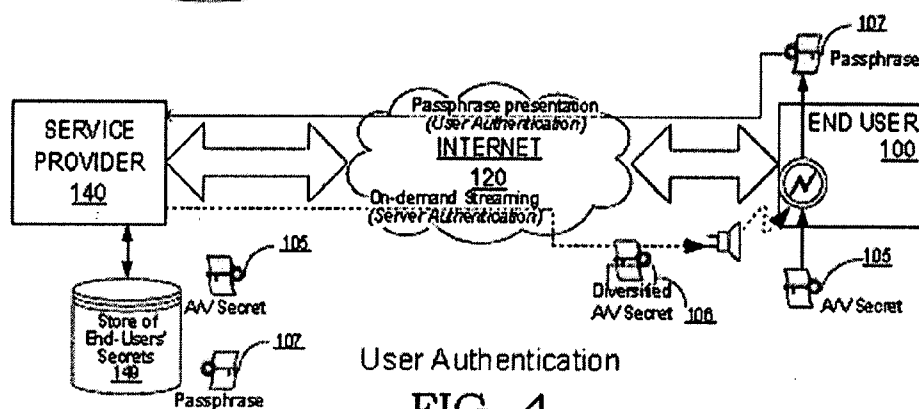 107
Passphrase
SERVICE
PROVIDER
140
Passphrase presentation
(User Authentication)
INTERNET
120
On-demand Streaming
(Server Authentication)
END USER
100
105
A/V Secret
Diversified
A/V Secret
106
105
A/V Secret
Store of
End-Users'
Secrets
149
107
Passphrase
User Authentication
FIG. 4